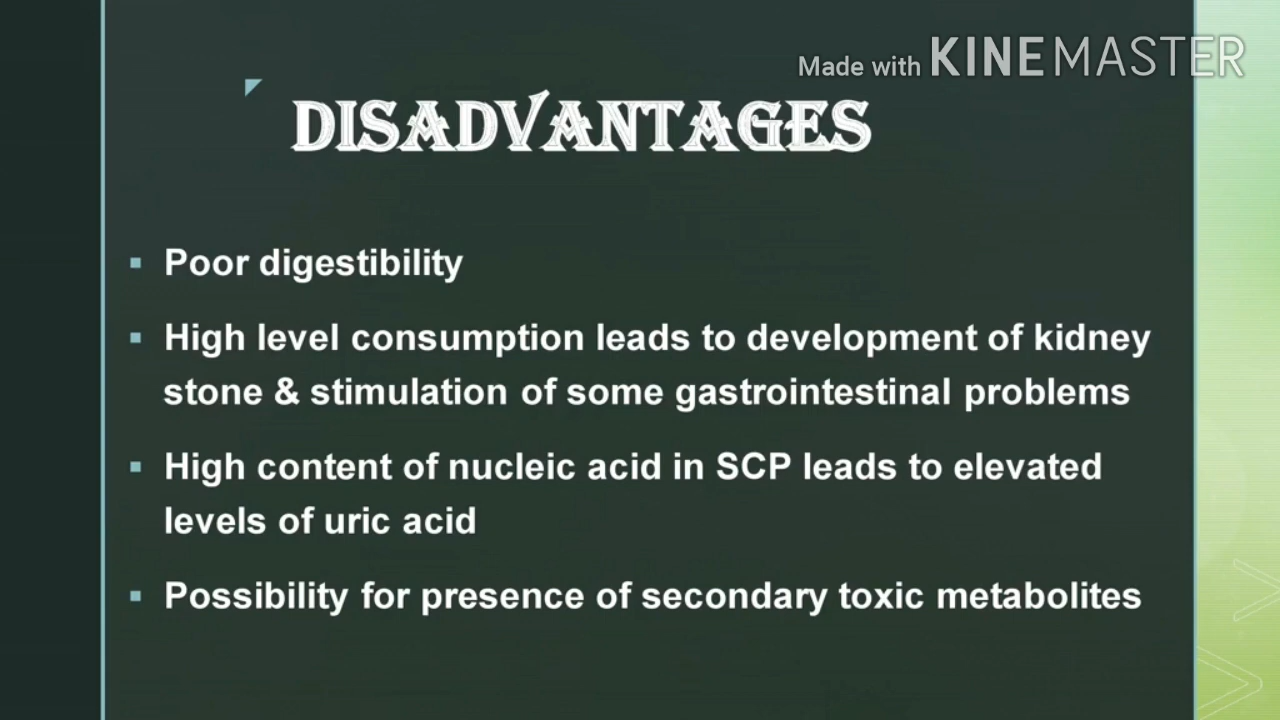 Made with KINEMASTER
DISADVANTAGES
▪ Poor digestibility
▪ High level consumption leads to development of kidney
stone & stimulation of some gastrointestinal problems
▪ High content of nucleic acid in SCP leads to elevated
levels of uric acid
▪ Possibility for presence of secondary toxic metabolites